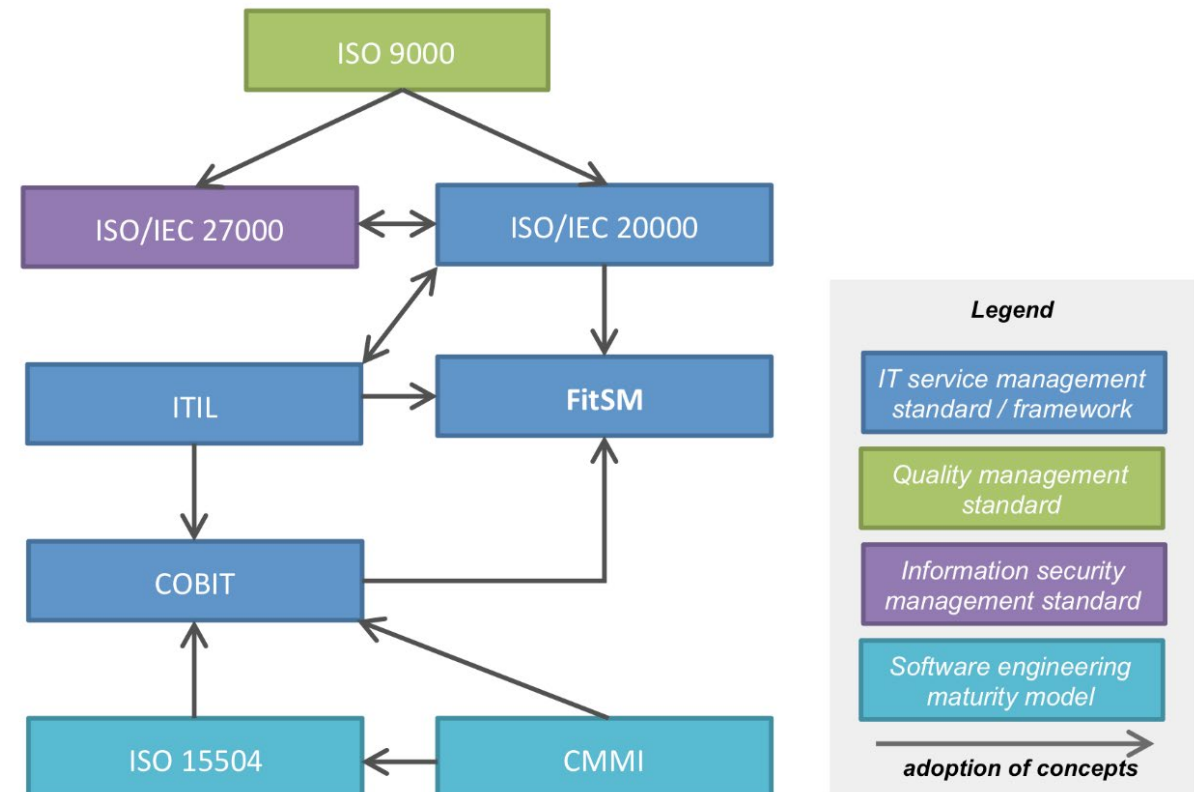 ISO 9000
ISO/IEC 27000
ISO/IEC 20000
ITIL
FitSM
COBIT
ISO 15504
CMMI
Legend
IT service management
standard / framework
Quality management
standard
Information security
management standard
Software engineering
maturity model
adoption of concepts